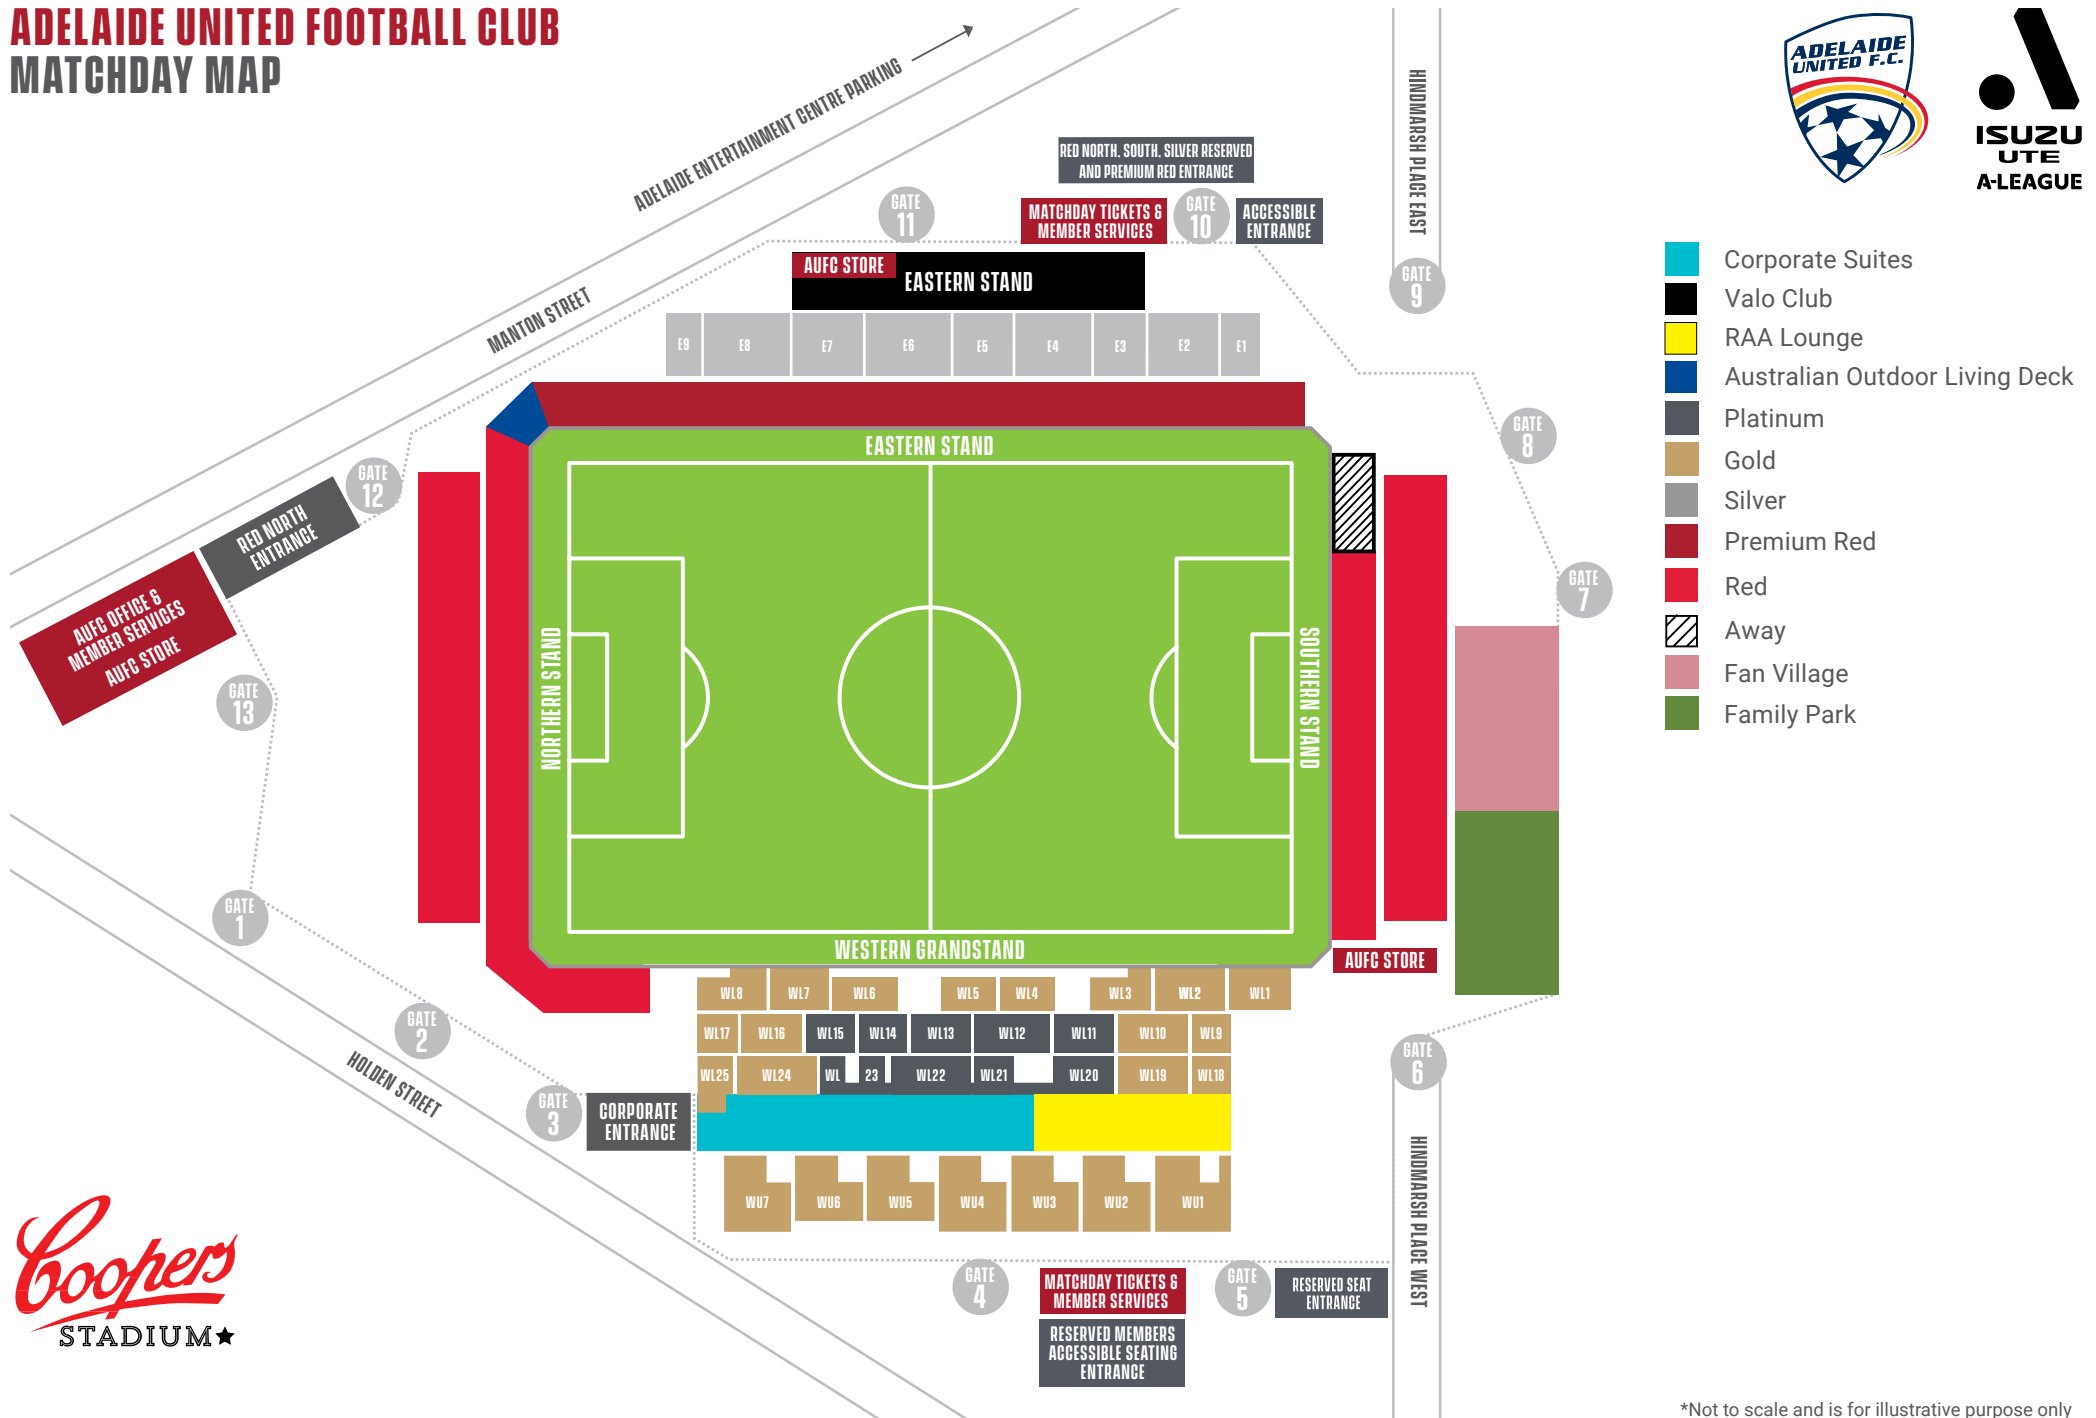 ADELAIDE UNITED FOOTBALL CLUB
MATCHDAY MAP
ADELAIDE ENTERTAINMENT CENTRE PARKING
MANTON STREET
HINDMARSH PLACE EAST
ADELAIDE
UNITED F.C.
ISUZU
UTE
A-LEAGUE
RED NORTH, SOUTH, SILVER RESERVED
AND PREMIUM RED ENTRANCE
GATE
11
MATCHDAY TICKETS &
MEMBER SERVICES
GATE
10
ACCESSIBLE
ENTRANCE
GATE
9
AUFC STORE
EASTERN STAND
E9 E8 E7 E6 E5 E4 E3 E2 E1
Corporate Suites
Valo Club
RAA Lounge
Australian Outdoor Living Deck
Platinum
Gold
Silver
Premium Red
Red
Away
Fan Village
Family Park
GATE
8
GATE
7
GATE
12
RED NORTH
ENTRANCE
AUFC OFFICE &
MEMBER SERVICES
AUFC STORE
GATE
13
EASTERN STAND
NORTHERN STAND
SOUTHERN STAND
WESTERN GRANDSTAND
AUFC STORE
GATE
1
GATE
2
HOLDEN STREET
GATE
3
CORPORATE
ENTRANCE
WL8 WL7 WL6 WL5 WL4 WL3 WL2 WL1
WL17 WL16 WL15 WL14 WL13 WL12 WL11 WL10 WL9
WL25 WL24 WL 23 WL22 WL21 WL20 WL19 WL18
WU7 WU6 WU5 WU4 WU3 WU2 WU1
GATE
6
HINDMARSH PLACE WEST
GATE
4
MATCHDAY TICKETS &
MEMBER SERVICES
RESERVED MEMBERS
ACCESSIBLE SEATING
ENTRANCE
GATE
5
RESERVED SEAT
ENTRANCE
Coopers
STADIUM
*Not to scale and is for illustrative purpose only